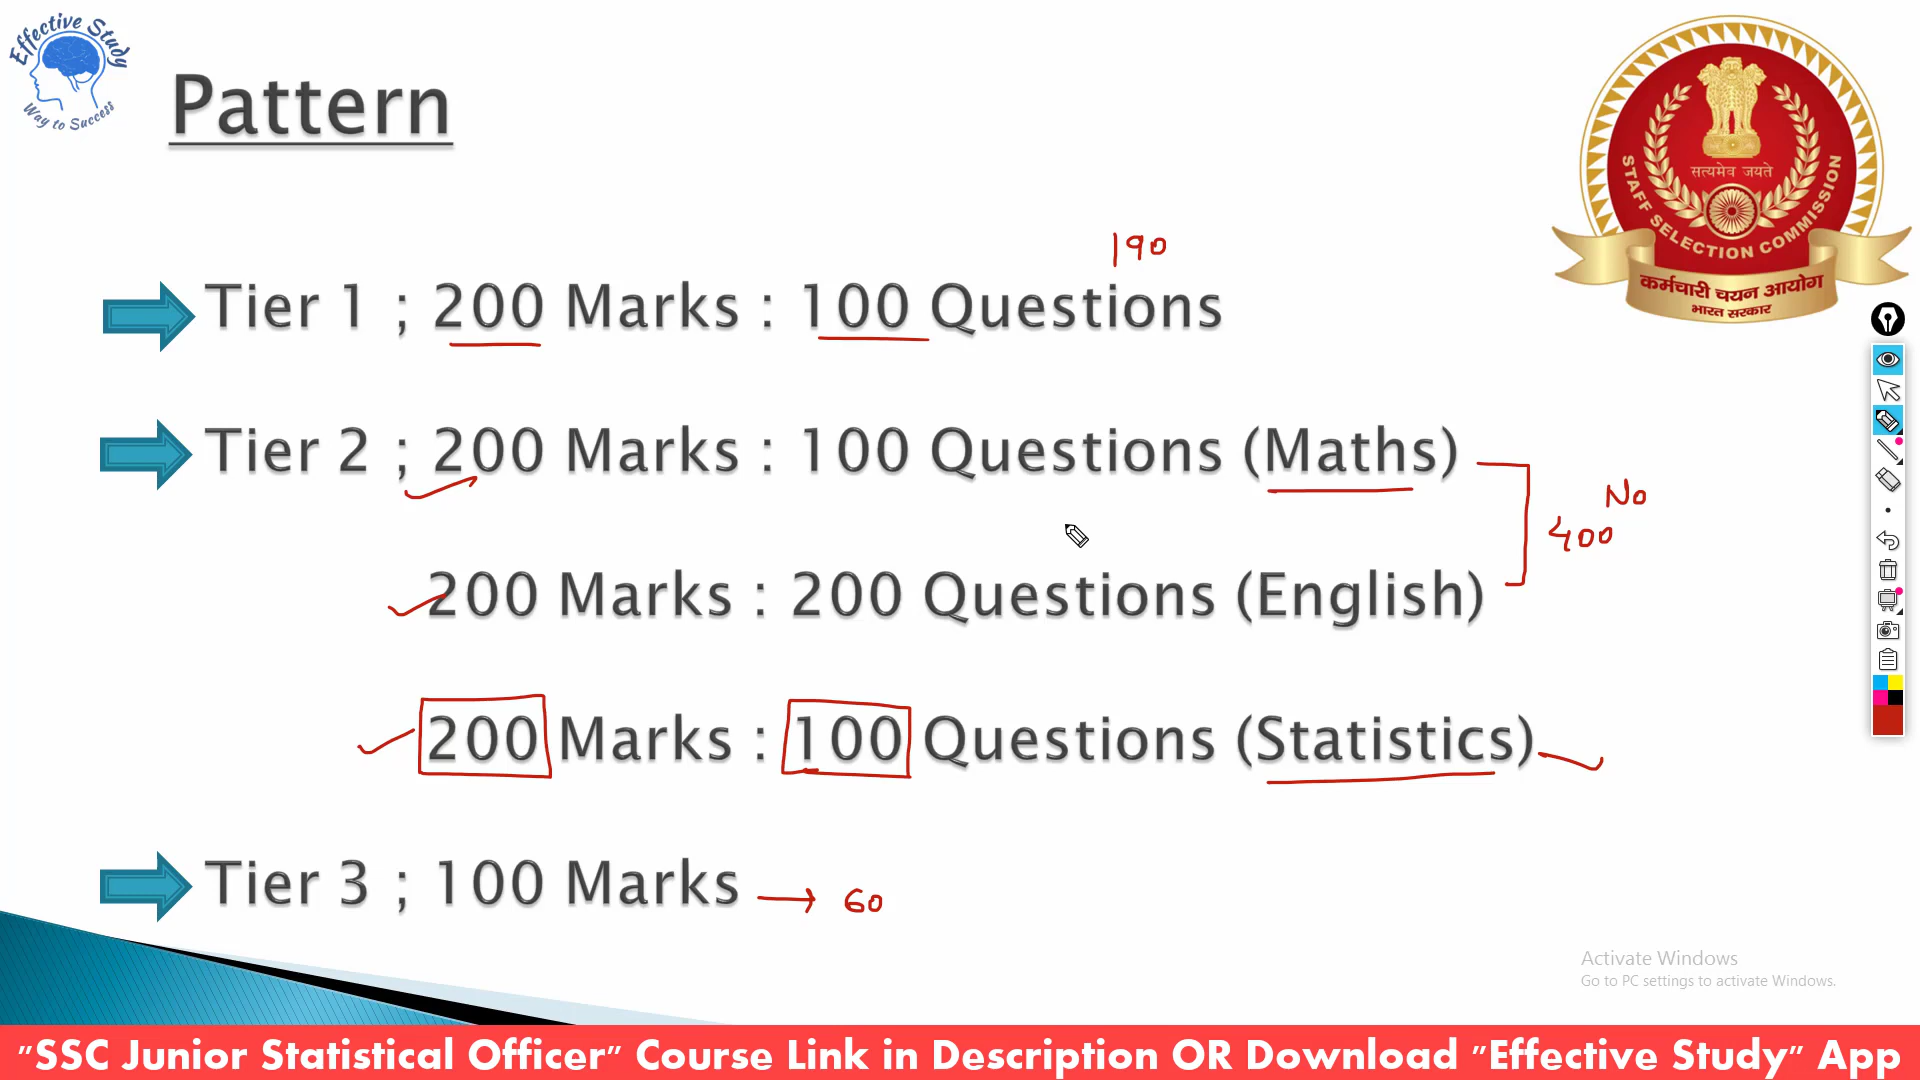 Effective Study
Way to Success
Pattern
सत्यमेव जयते
STAFF SELECTION COMMISSION
कर्मचारी चयन आयोग
भारत सरकार
190
Tier 1 ; 200 Marks : 100 Questions
Tier 2 ; 200 Marks : 100 Questions (Maths)
No
400
200 Marks : 200 Questions (English)
200 Marks : 100 Questions (Statistics)
Tier 3 ; 100 Marks → 60
Activate Windows
Go to PC settings to activate Windows.
"SSC Junior Statistical Officer" Course Link in Description OR Download "Effective Study" App